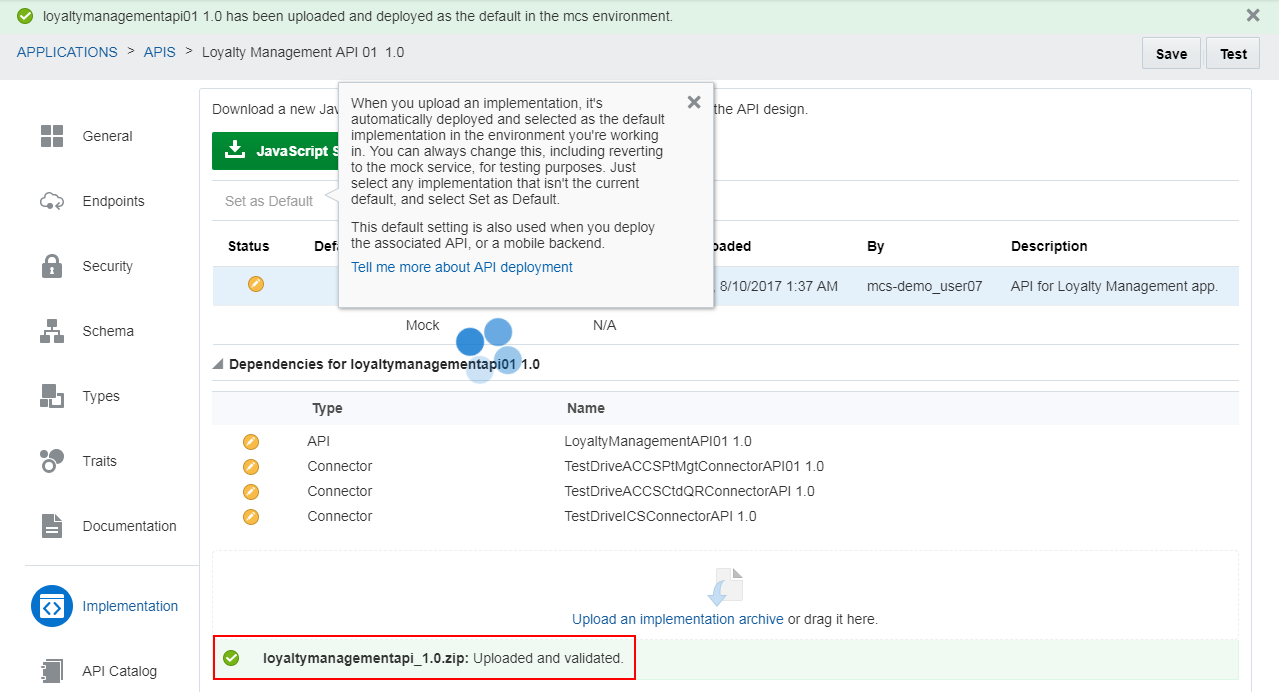 loyaltymanagementapi01 1.0 has been uploaded and deployed as the default in the mcs environment.
APPLICATIONS > APIS > Loyalty Management API 01 1.0
Save
Test
General
Endpoints
Security
Schema
Types
Traits
Documentation
Implementation
API Catalog
Download a new Jav
the API design.
JavaScript S
When you upload an implementation, it's
automatically deployed and selected as the default
implementation in the environment you're working
in. You can always change this, including reverting
to the mock service, for testing purposes. Just
select any implementation that isn't the current
default, and select Set as Default.
This default setting is also used when you deploy
the associated API, or a mobile backend.
Tell me more about API deployment
Set as Default
Status Defa oaded By Description
, 8/10/2017 1:37 AM mcs-demo_user07 API for Loyalty Management app.
Mock N/A
Dependencies for loyaltymanagementapi01 1.0
Type Name
API LoyaltyManagementAPI01 1.0
Connector TestDriveACCSPtMgtConnectorAPI01 1.0
Connector TestDriveACCSCtdQRConnectorAPI 1.0
Connector TestDriveICSConnectorAPI 1.0
Upload an implementation archive or drag it here.
loyaltymanagementapi_1.0.zip: Uploaded and validated.